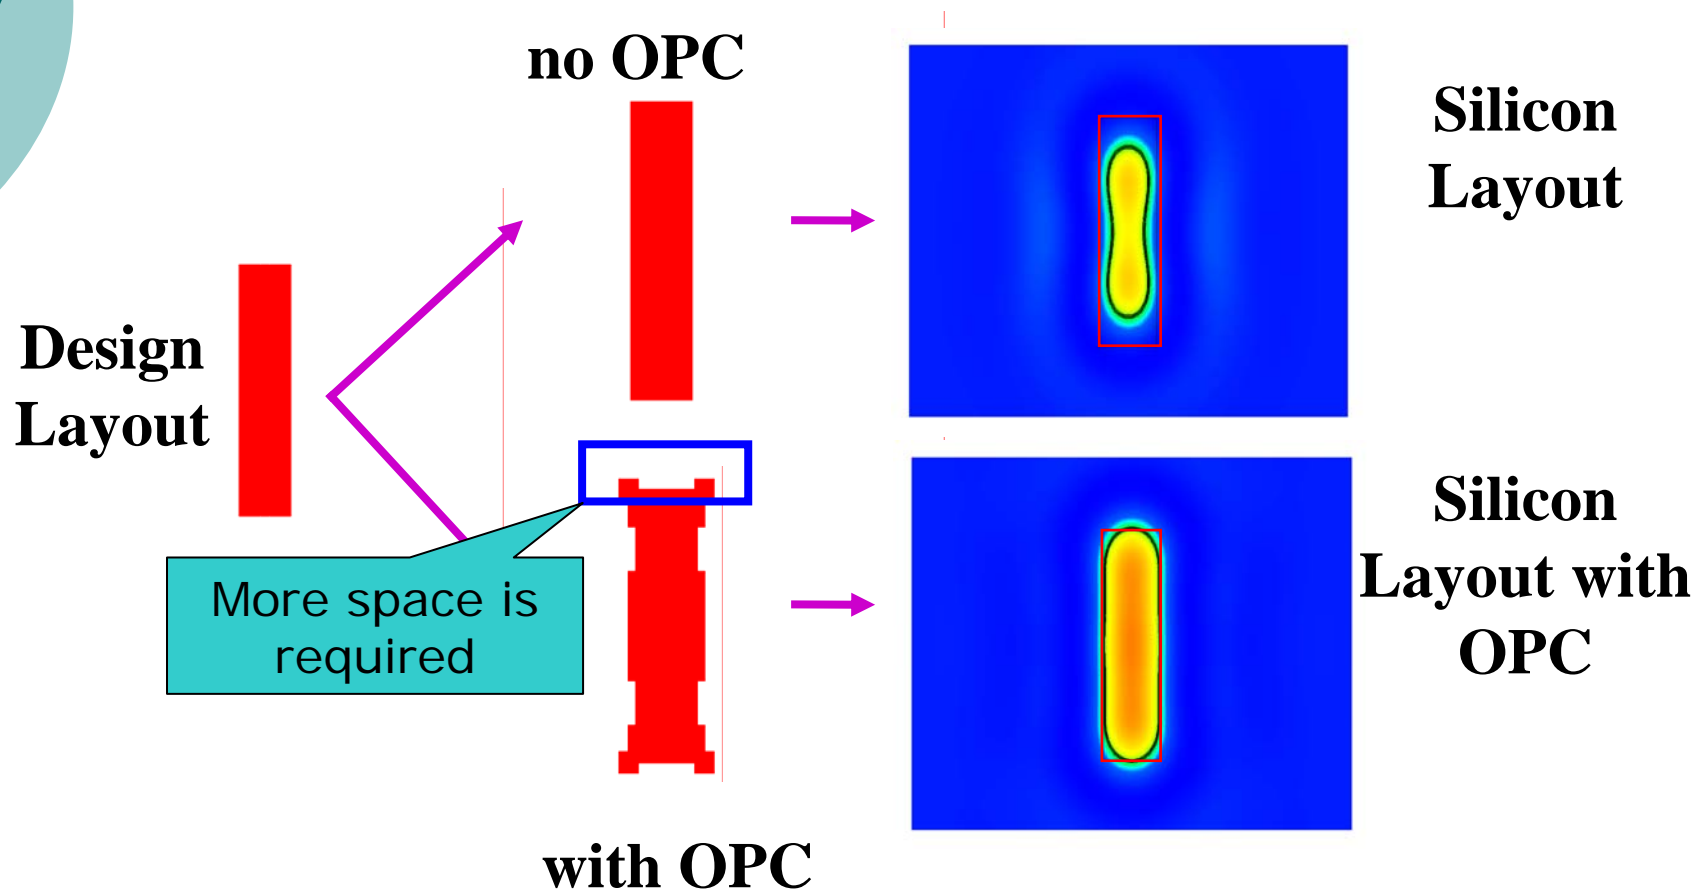 no OPC
Silicon
Layout
Design
Layout
More space is
required
Silicon
Layout with
OPC
with OPC